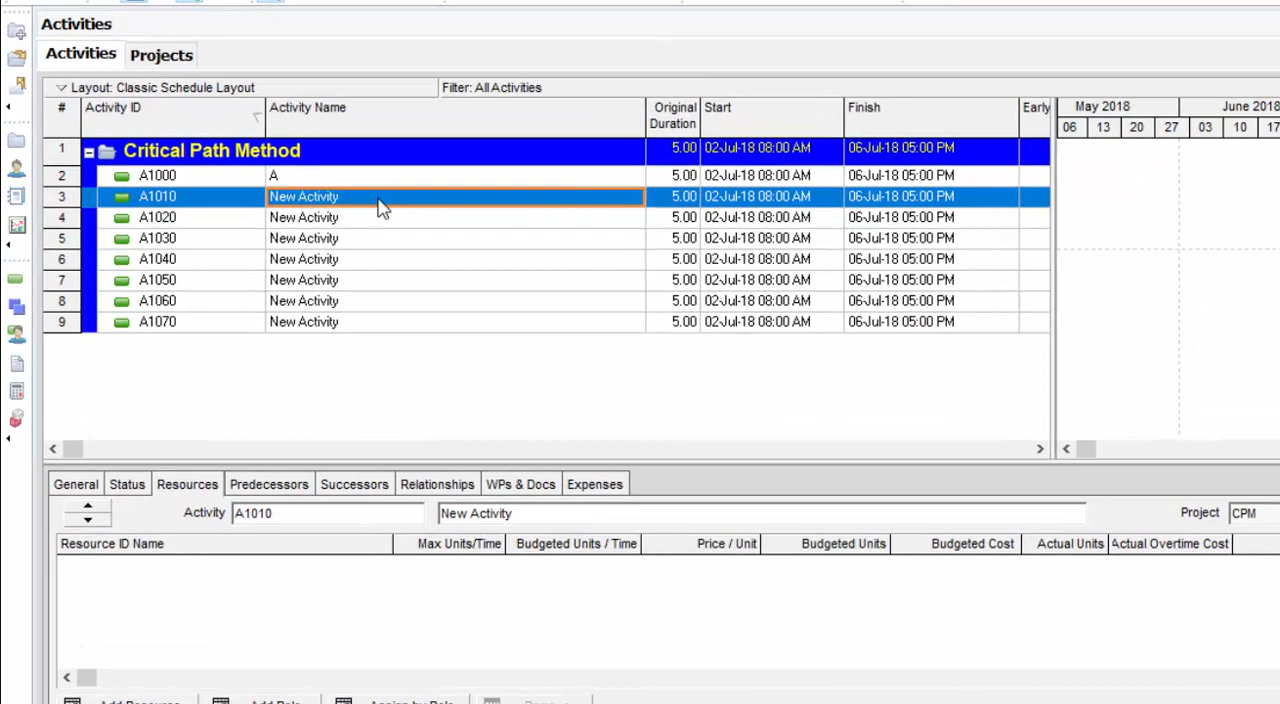 Activities
Activities Projects
Layout: Classic Schedule Layout Filter: All Activities
# Activity ID Activity Name Original Duration Start Finish Early May 2018 June 2018
06 13 20 27 03 10 17
1 Critical Path Method 5.00 02-Jul-18 08:00 AM 06-Jul-18 05:00 PM
2 A1000 A 5.00 02-Jul-18 08:00 AM 06-Jul-18 05:00 PM
3 A1010 New Activity 5.00 02-Jul-18 08:00 AM 06-Jul-18 05:00 PM
4 A1020 New Activity 5.00 02-Jul-18 08:00 AM 06-Jul-18 05:00 PM
5 A1030 New Activity 5.00 02-Jul-18 08:00 AM 06-Jul-18 05:00 PM
6 A1040 New Activity 5.00 02-Jul-18 08:00 AM 06-Jul-18 05:00 PM
7 A1050 New Activity 5.00 02-Jul-18 08:00 AM 06-Jul-18 05:00 PM
8 A1060 New Activity 5.00 02-Jul-18 08:00 AM 06-Jul-18 05:00 PM
9 A1070 New Activity 5.00 02-Jul-18 08:00 AM 06-Jul-18 05:00 PM
General Status Resources Predecessors Successors Relationships WPs & Docs Expenses
Activity A1010 New Activity Project CPM
Resource ID Name Max Units/Time Budgeted Units / Time Price / Unit Budgeted Units Budgeted Cost Actual Units Actual Overtime Cost